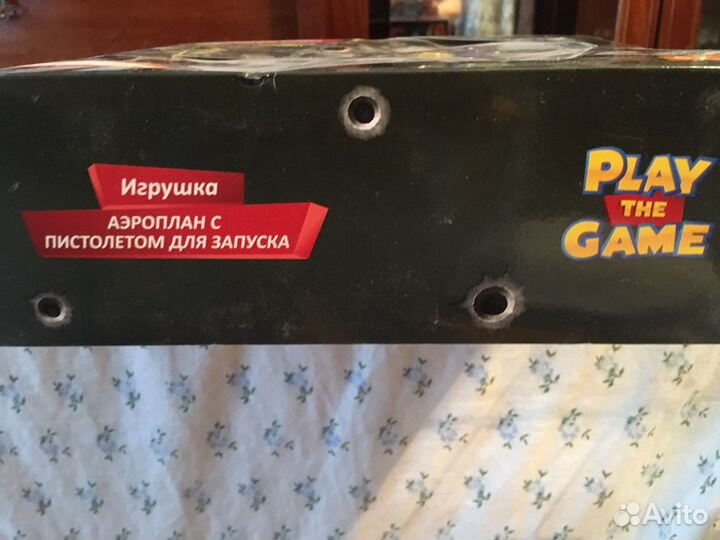 Игрушка
АЭРОПЛАН С
ПИСТОЛЕТОМ ДЛЯ ЗАПУСКА
PLAY
THE
GAME
Avito